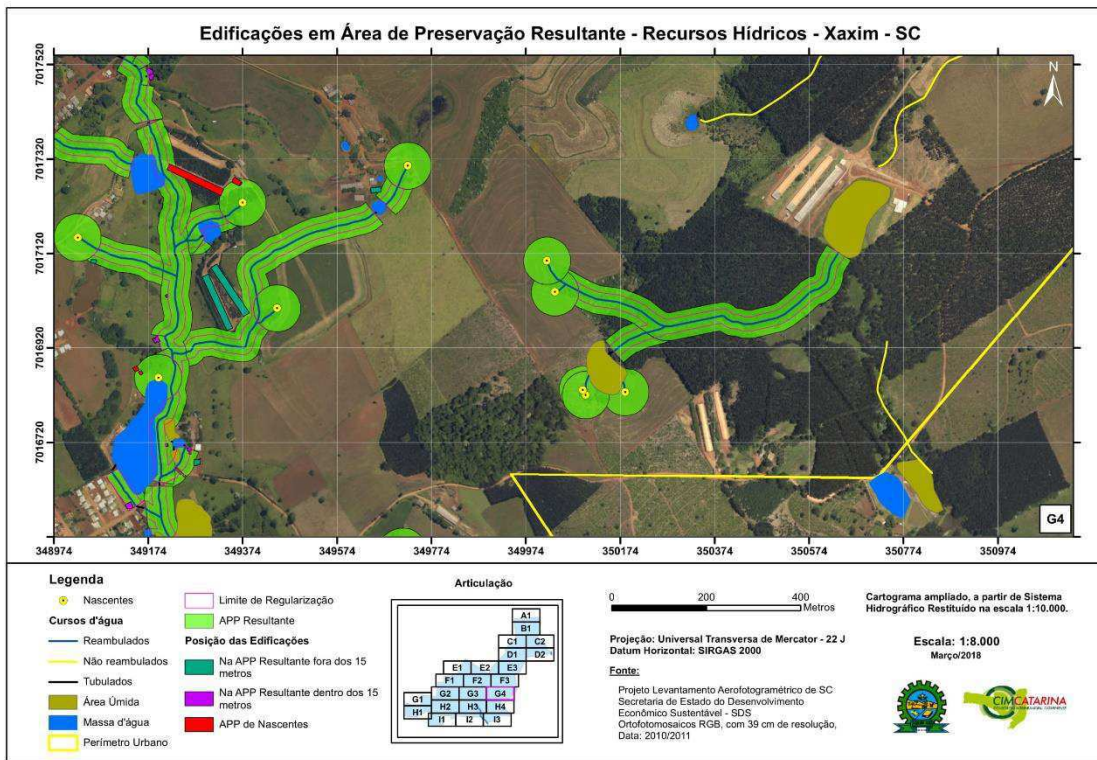 Edificações em Área de Preservação Resultante - Recursos Hídricos - Xaxim - SC
N
7017520
7017320
7017120
7016920
7016720
G4
348974
349174
349374
349574
349774
349974
350174
350374
350574
350774
350974
Legenda
Nascentes
Cursos d'água
Reambulados
Não reambulados
Tubulados
Área Úmida
Massa d'água
Perímetro Urbano
Limite de Regularização
APP Resultante
Posição das Edificações
Na APP Resultante fora dos 15
metros
Na APP Resultante dentro dos 15
metros
APP de Nascentes
Articulação
A1
B1
C1 C2
D1 D2
E1 E2 E3
F1 F2 F3
G1 G2 G3 G4
H1 H2 H3 H4
I1 I2 I3
0 200 400
Metros
Projeção: Universal Transversa de Mercator - 22 J
Datum Horizontal: SIRGAS 2000
Fonte:
Projeto Levantamento Aerofotogramétrico de SC
Secretaria de Estado do Desenvolvimento
Econômico Sustentável - SDS
Ortofotomosaicos RGB, com 39 cm de resolução,
Data: 2010/2011
Cartograma ampliado, a partir de Sistema
Hidrográfico Restituído na escala 1:10.000.
Escala: 1:8.000
Março/2018
CIMCATARINA